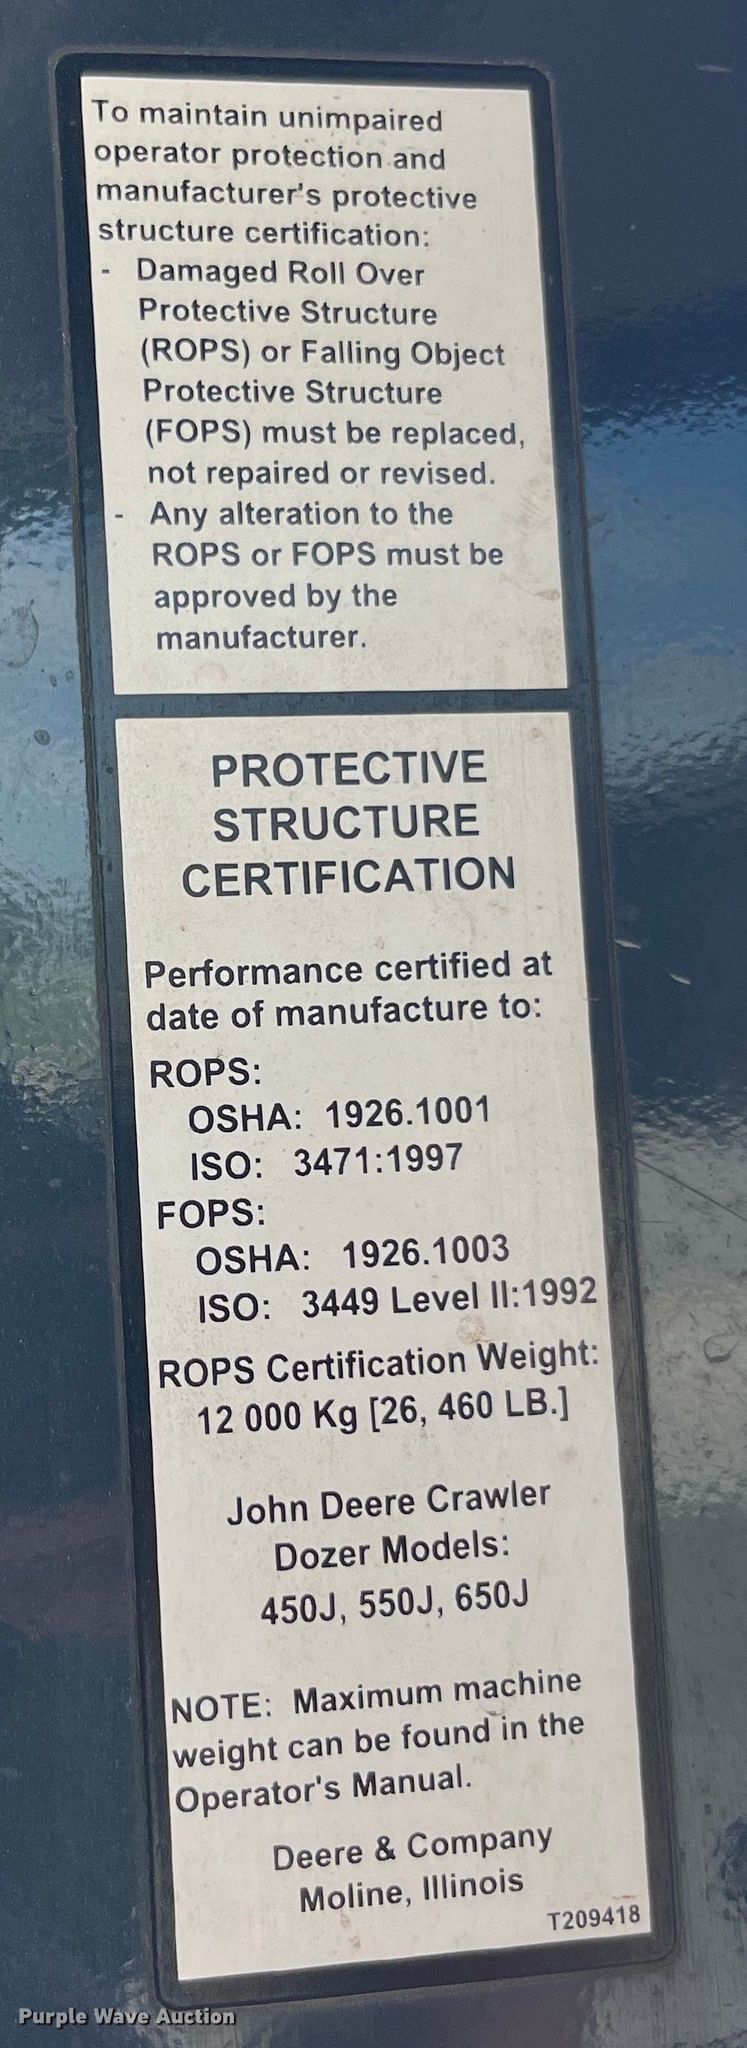 To maintain unimpaired
operator protection and
manufacturer's protective
structure certification:
- Damaged Roll Over
Protective Structure
(ROPS) or Falling Object
Protective Structure
(FOPS) must be replaced,
not repaired or revised.
- Any alteration to the
ROPS or FOPS must be
approved by the
manufacturer.
PROTECTIVE
STRUCTURE
CERTIFICATION
Performance certified at
date of manufacture to:
ROPS:
OSHA: 1926.1001
ISO: 3471:1997
FOPS:
OSHA: 1926.1003
ISO: 3449 Level II:1992
ROPS Certification Weight:
12 000 Kg [26, 460 LB.]
John Deere Crawler
Dozer Models:
450J, 550J, 650J
NOTE: Maximum machine
weight can be found in the
Operator's Manual.
Deere & Company
Moline, Illinois
T209418
Purple Wave Auction